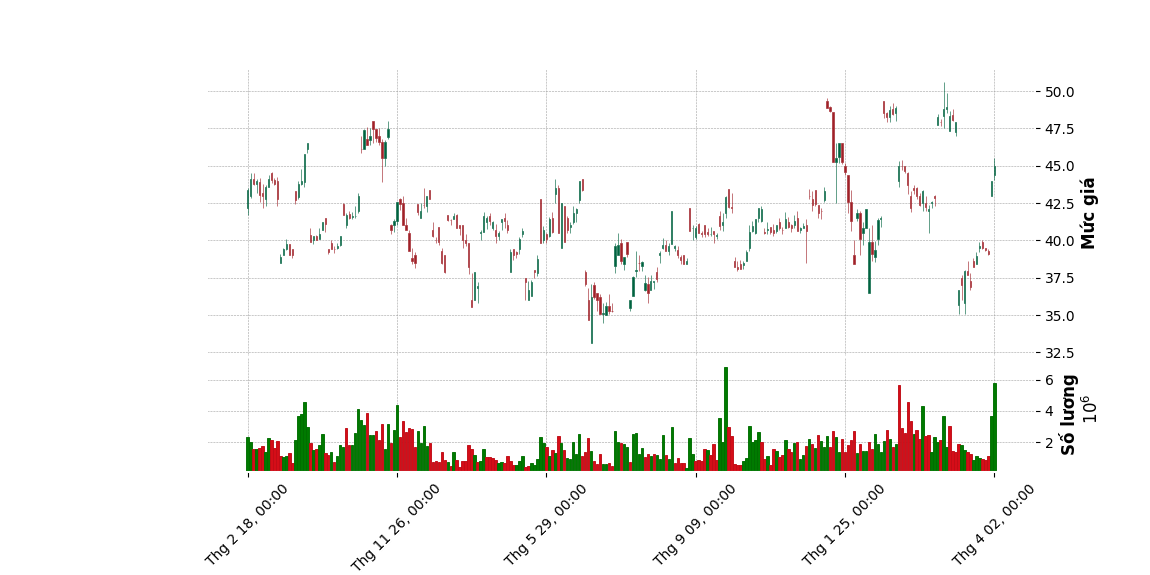 50.0
47.5
45.0
42.5
40.0
37.5
35.0
32.5
Mức giá
6
4
2
Số lượng
10^6
Thg 2 18, 00:00
Thg 11 26, 00:00
Thg 5 29, 00:00
Thg 9 09, 00:00
Thg 1 25, 00:00
Thg 4 02, 00:00